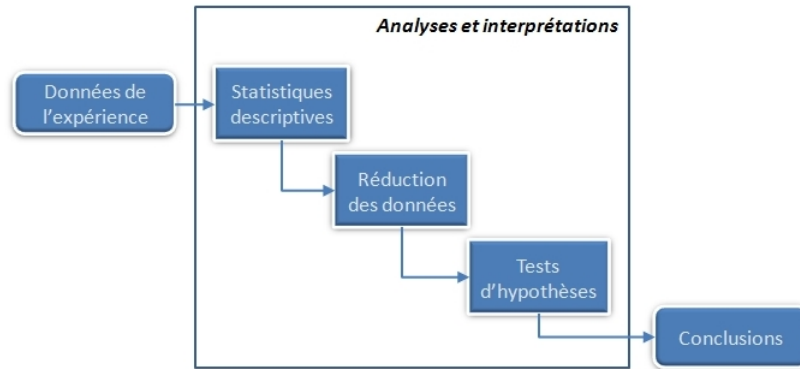 Analyses et interprétations
Données de
l'expérience
Statistiques
descriptives
Réduction
des données
Tests
d'hypothèses
Conclusions